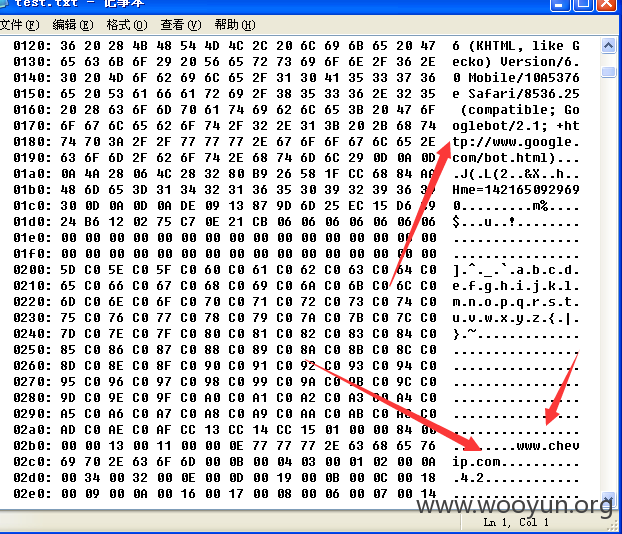 test.txt - 记事本
文件(F) 编辑(E) 格式(O) 查看(V) 帮助(H)
0120: 36 20 28 4B 48 54 4D 4C 2C 20 6C 69 6B 65 20 47 6 (KHTML, like G
0130: 65 63 6B 6F 29 20 56 65 72 73 69 6F 6E 2F 36 2E ecko) Version/6.
0140: 30 20 4D 6F 62 69 6C 65 2F 31 30 41 35 33 37 36 0 Mobile/10A5376
0150: 65 20 53 61 66 61 72 69 2F 38 35 33 36 2E 32 35 e Safari/8536.25
0160: 20 28 63 6F 6D 70 61 74 69 62 6C 65 3B 20 47 6F (compatible; Go
0170: 6F 67 6C 65 62 6F 74 2F 32 2E 31 3B 20 2B 68 74 oglebot/2.1; +ht
0180: 74 70 3A 2F 2F 77 77 77 2E 67 6F 6F 67 6C 65 2E tp://www.google.
0190: 63 6F 6D 2F 62 6F 74 2E 68 74 6D 6C 29 0D 0A 0D com/bot.html)...
01a0: 0A 4A 28 06 4C 28 32 80 B9 26 58 1F CC 68 84 .J(.L(2..&X..h..
01b0: 48 6D 65 3D 31 34 32 31 36 35 30 39 32 39 36 39 Hme=142165092969
01c0: 30 0D 0A 0D 0A DE 09 13 87 9D 6D 25 EC 15 D6 0.........m%....
01d0: 24 B6 12 02 75 C7 0E 21 CB 06 06 06 06 06 06 06 $...u..!........
01e0: 00 00 00 00 00 00 00 00 00 00 00 00 00 00 00 00 ................
01f0: 00 00 00 00 00 00 00 00 00 00 00 00 00 00 00 00 ................
0200: 5D C0 5E C0 5F C0 60 C0 61 C0 62 C0 63 C0 64 C0 ].^._.`.a.b.c.d.
0210: 65 C0 66 C0 67 C0 68 C0 69 C0 6A C0 6B C0 6C C0 e.f.g.h.i.j.k.l.
0220: 6D C0 6E C0 6F C0 70 C0 71 C0 72 C0 73 C0 74 C0 m.n.o.p.q.r.s.t.
0230: 75 C0 76 C0 77 C0 78 C0 79 C0 7A C0 7B C0 7C C0 u.v.w.x.y.z.{.|.
0240: 7D C0 7E C0 7F C0 80 C0 81 C0 82 C0 83 C0 84 C0 }.~.............
0250: 85 C0 86 C0 87 C0 88 C0 89 C0 8A C0 8B C0 8C C0 ................
0260: 8D C0 8E C0 8F C0 90 C0 91 C0 92 C0 93 C0 94 C0 ................
0270: 95 C0 96 C0 97 C0 98 C0 99 C0 9A C0 9B C0 9C C0 ................
0280: 9D C0 9E C0 9F C0 A0 C0 A1 C0 A2 C0 A3 C0 A4 C0 ................
0290: A5 C0 A6 C0 A7 C0 A8 C0 A9 C0 AA C0 AB C0 AC C0 ................
02a0: AD C0 AE C0 AF CC 13 CC 14 CC 15 01 00 00 84 00 ................
02b0: 00 00 13 00 11 00 00 0E 77 77 77 2E 63 68 65 76 ........www.chev
02c0: 69 70 2E 63 6F 6D 00 0B 00 04 03 00 01 02 00 0A ip.com..........
02d0: 00 34 00 32 00 0E 00 0D 00 19 00 0B 00 0C 00 18 .4.2............
02e0: 00 09 00 0A 00 16 00 17 00 08 00 06 00 07 00 14 ................
www.wooyun.org
Ln 1, Col 1